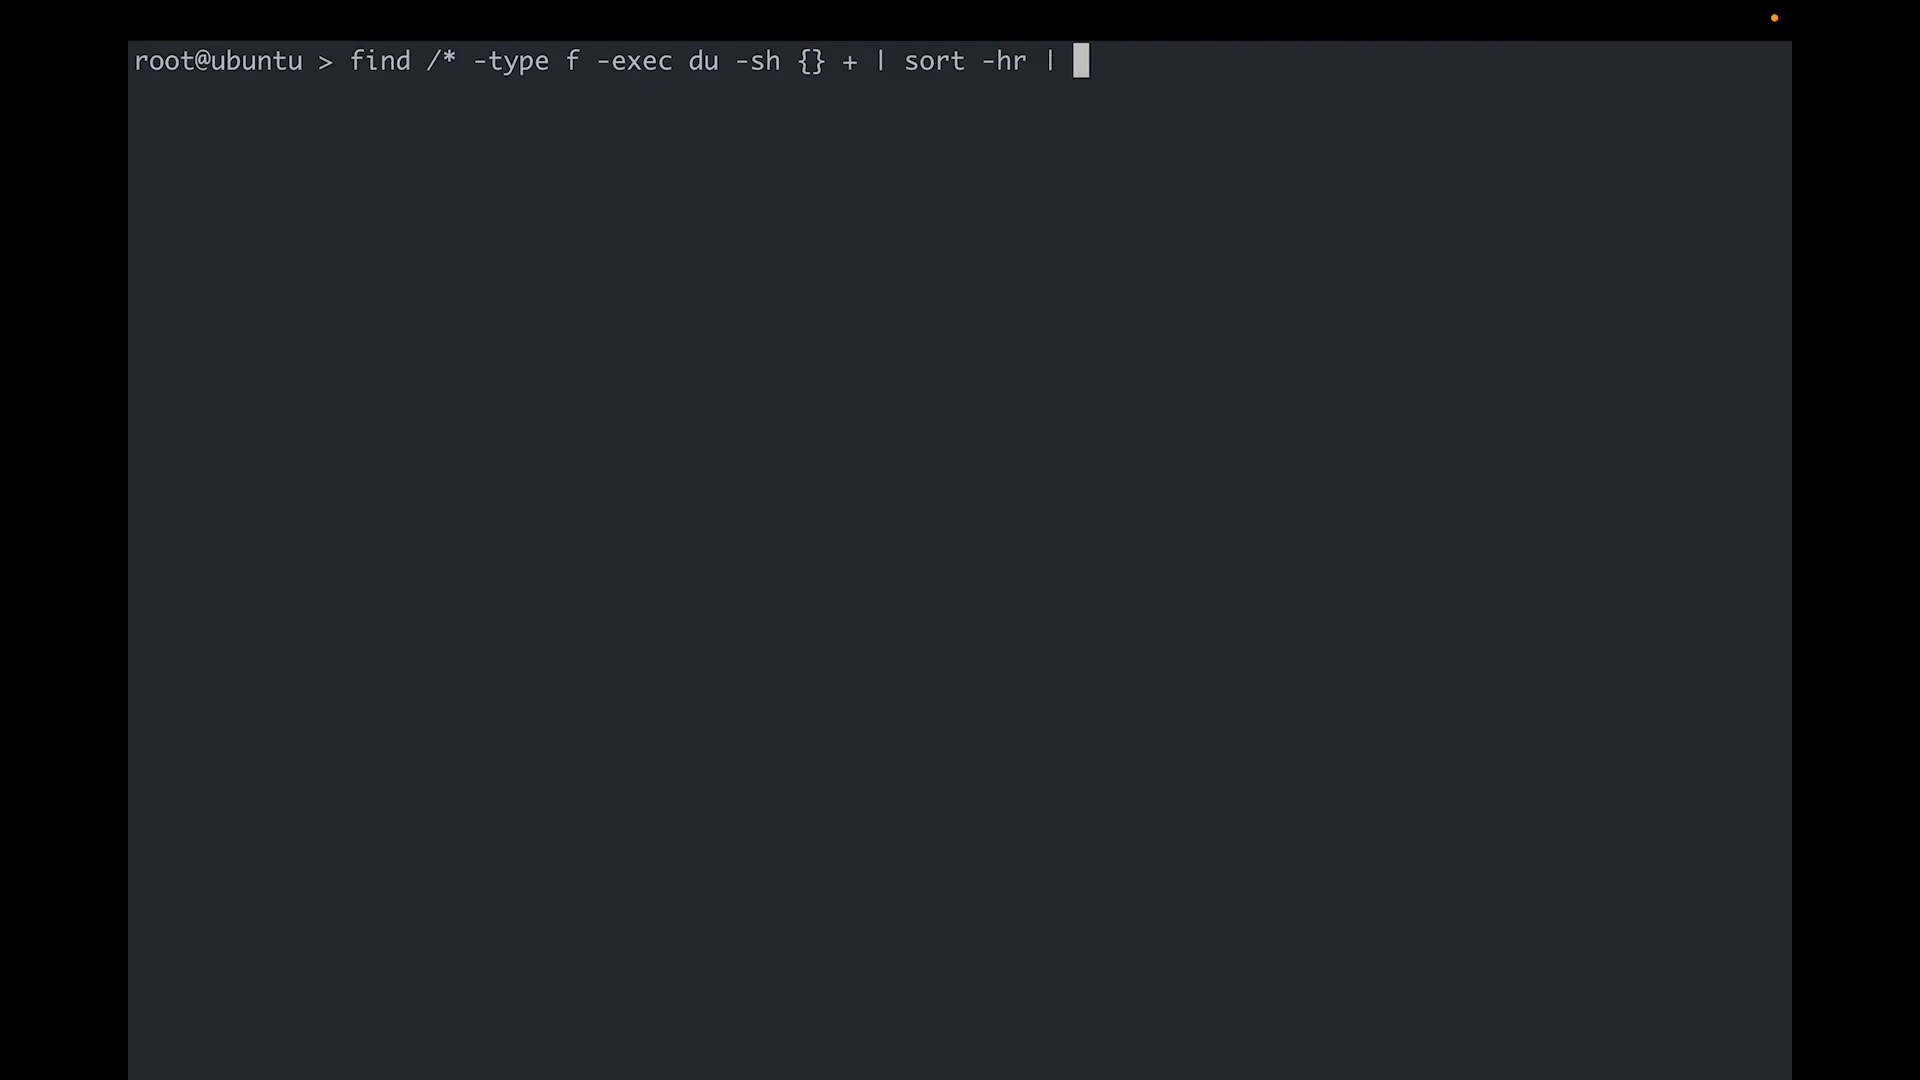 root@ubuntu > find /* -type f -exec du -sh {} + | sort -hr |